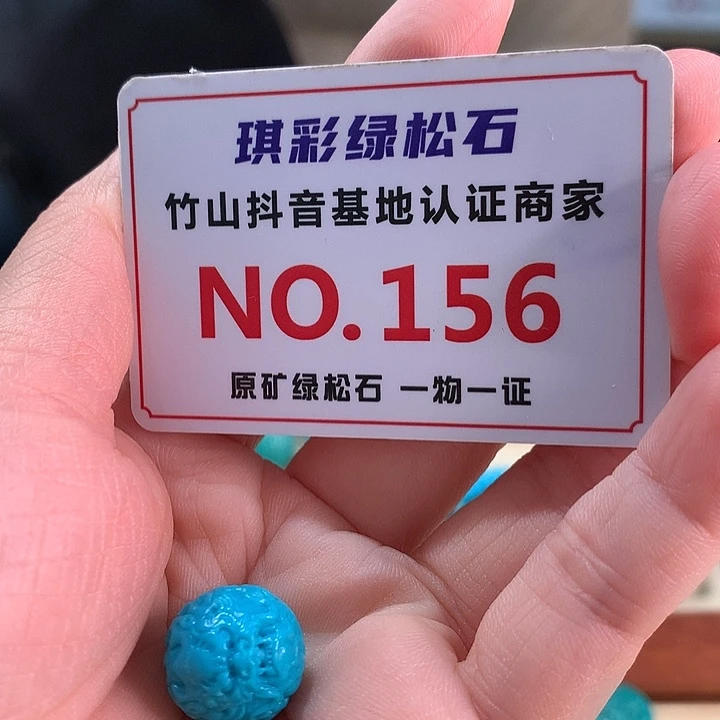 琪彩绿松石
竹山抖音基地认证商家
NO.156
原矿绿松石 一物一证